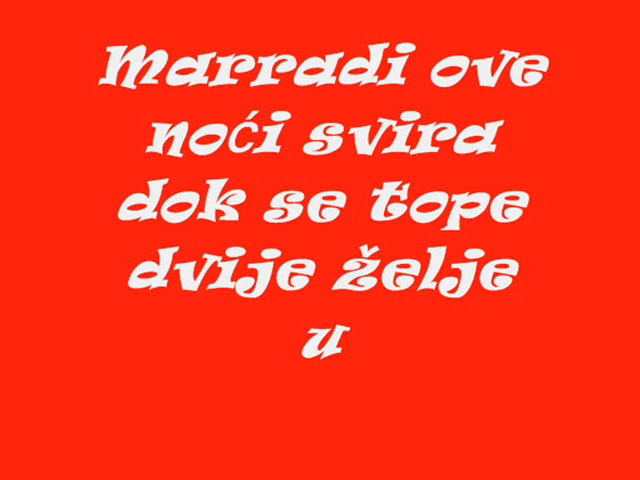 Marradi ove
noći svira
dok se tope
dvije želje
u